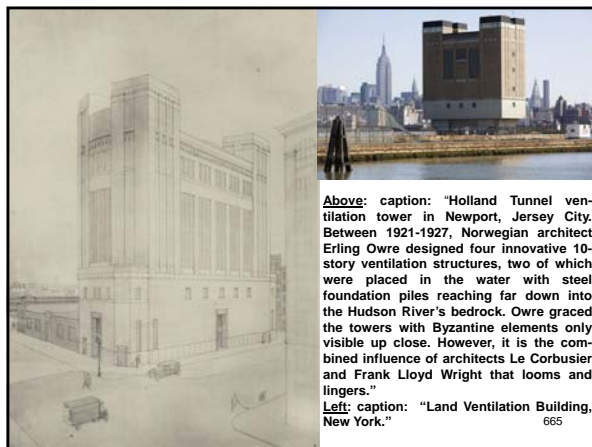 Above: caption: “Holland Tunnel ven-
tilation tower in Newport, Jersey City.
Between 1921-1927, Norwegian architect
Erling Owre designed four innovative 10-
story ventilation structures, two of which
were placed in the water with steel
foundation piles reaching far down into
the Hudson River’s bedrock. Owre graced
the towers with Byzantine elements only
visible up close. However, it is the com-
bined influence of architects Le Corbusier
and Frank Lloyd Wright that looms and
lingers.”
Left: caption: “Land Ventilation Building,
New York.” 665